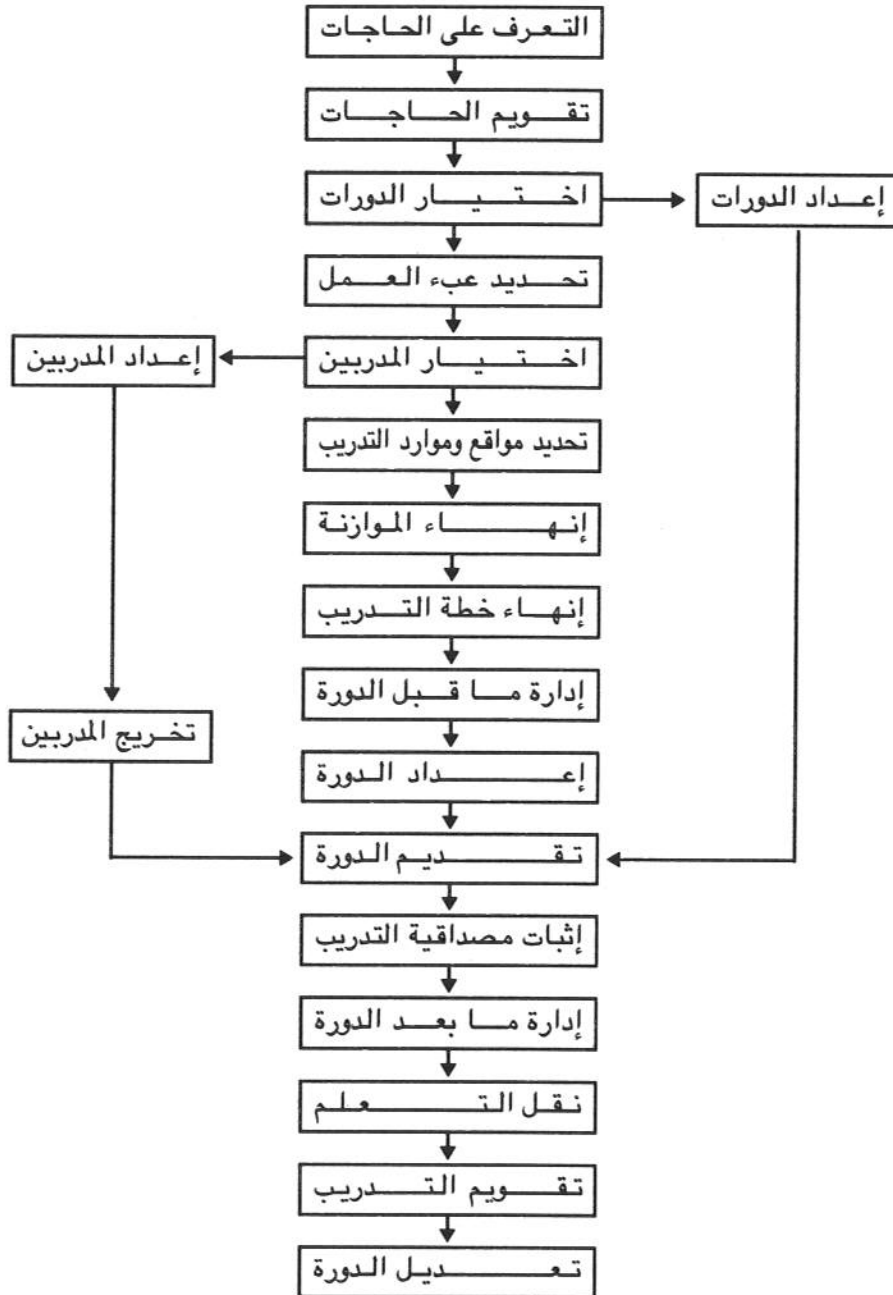 التعرف على الحاجات
تقويم الحاجات
اختيار الدورات
إعداد الدورات
تحديد عبء العمل
اختيار المدربين
إعداد المدربين
تحديد مواقع وموارد التدريب
إنهاء الموازنة
إنهاء خطة التدريب
إدارة ما قبل الدورة
تخريج المدربين
إعداد الدورة
تقديم الدورة
إثبات مصداقية التدريب
إدارة ما بعد الدورة
نقل التعلم
تقويم التدريب
تعديل الدورة